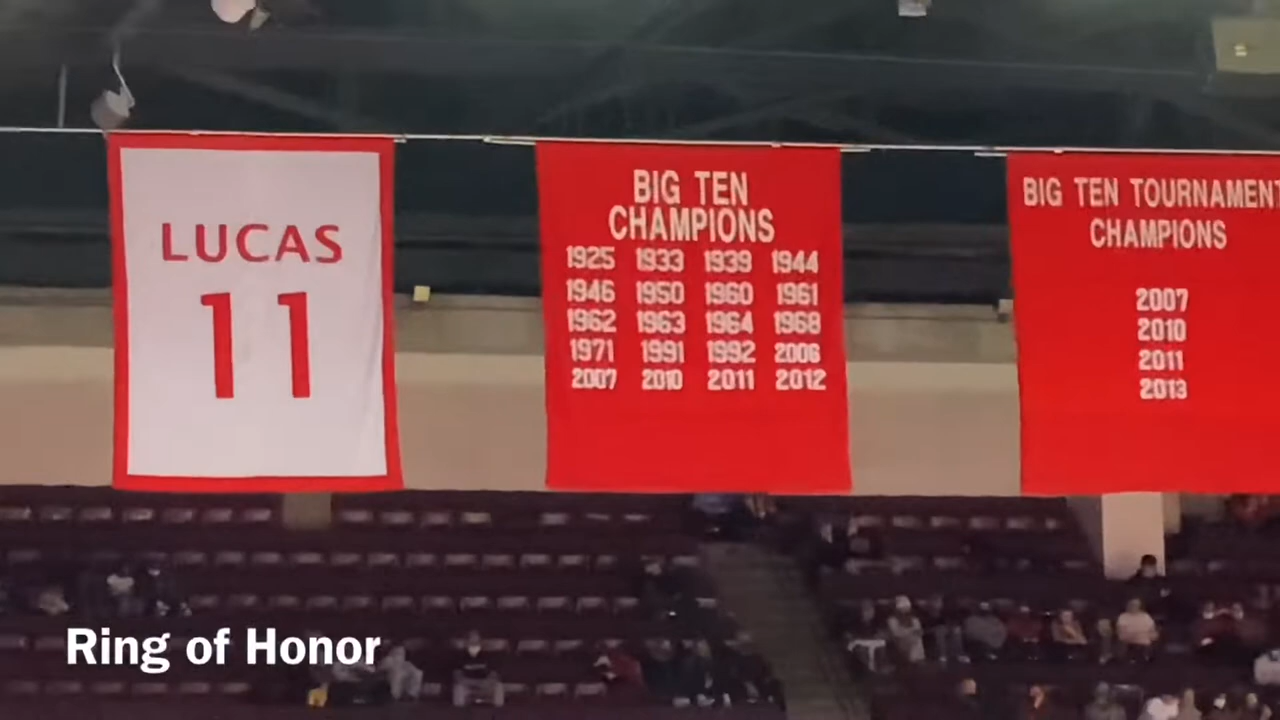 LUCAS
11
BIG TEN
CHAMPIONS
1925 1933 1939 1944
1946 1950 1960 1961
1962 1963 1964 1968
1971 1991 1992 2006
2007 2010 2011 2012
BIG TEN TOURNAMENT
CHAMPIONS
2007
2010
2011
2013
Ring of Honor